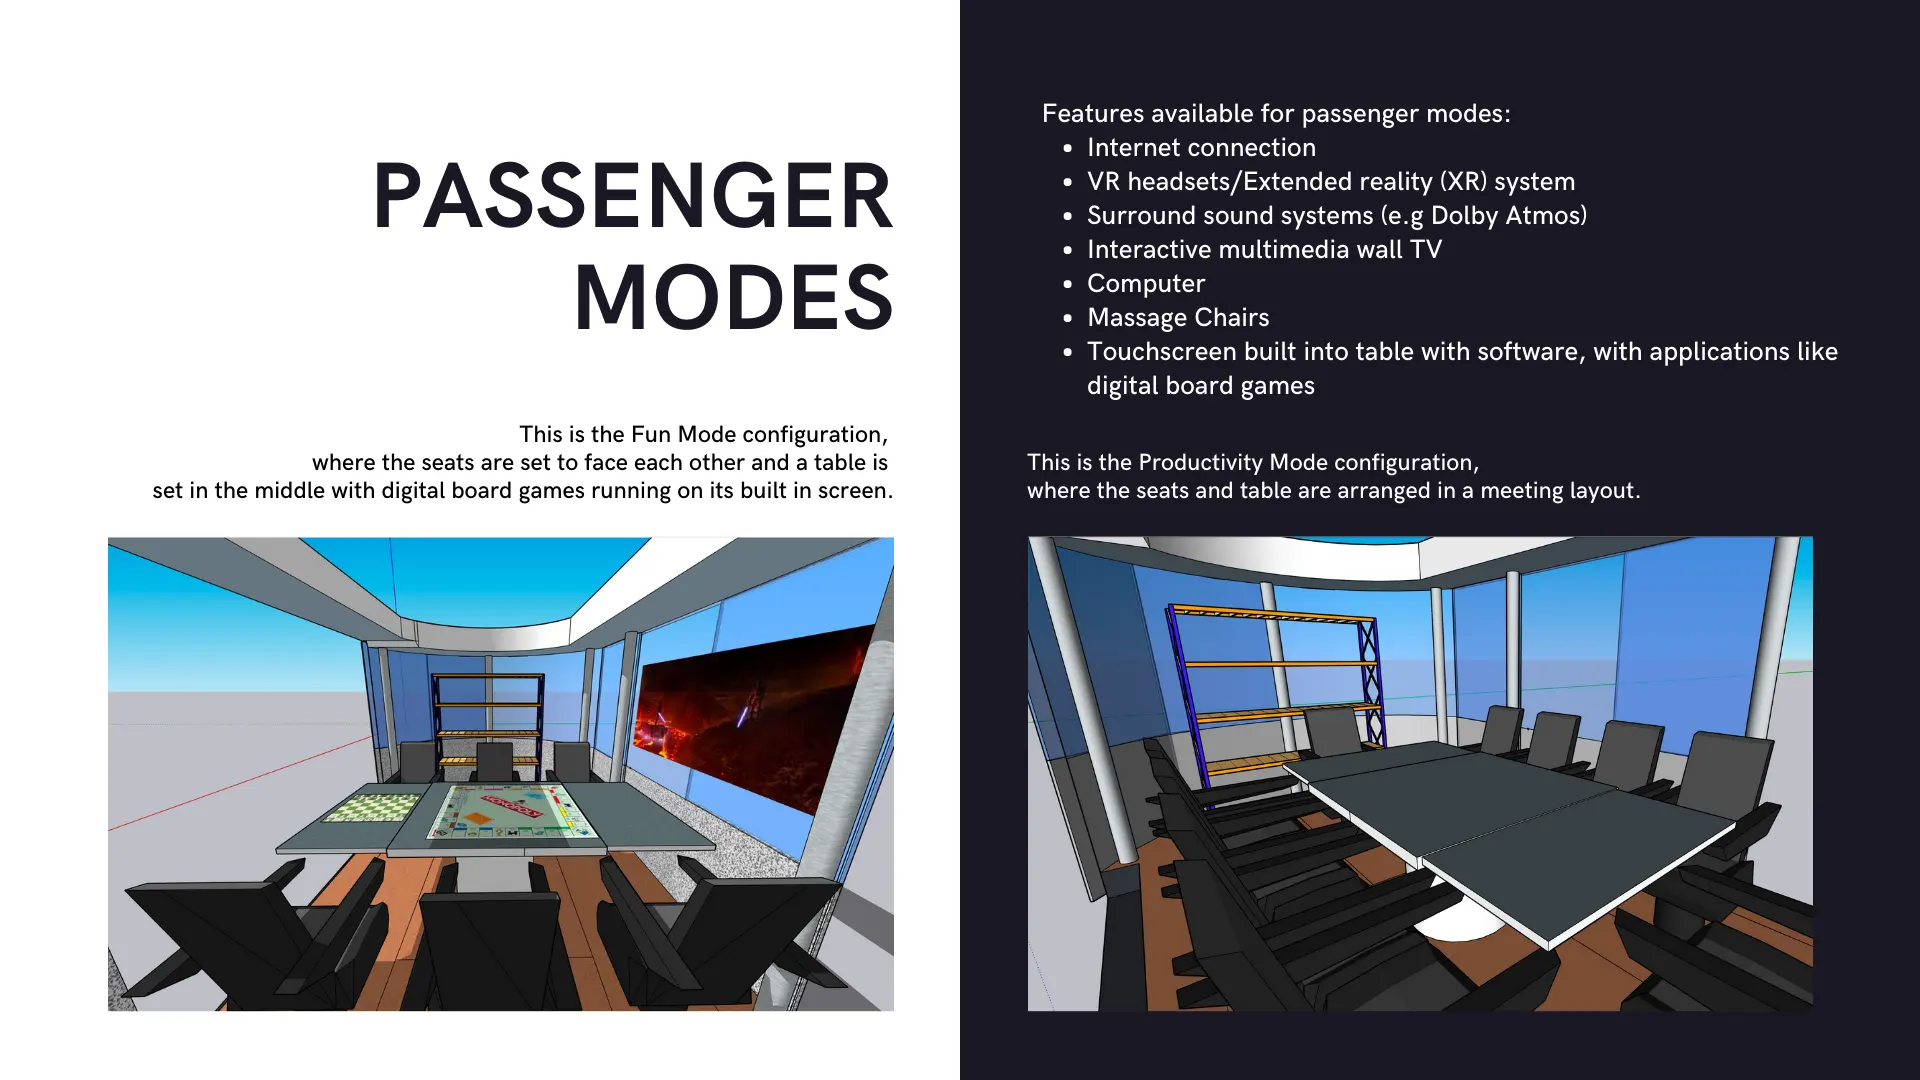 PASSENGER
MODES
This is the Fun Mode configuration,
where the seats are set to face each other and a table is
set in the middle with digital board games running on its built in screen.
MONOPOLY
Features available for passenger modes:
• Internet connection
• VR headsets/Extended reality (XR) system
• Surround sound systems (e.g Dolby Atmos)
• Interactive multimedia wall TV
• Computer
• Massage Chairs
• Touchscreen built into table with software, with applications like
digital board games
This is the Productivity Mode configuration,
where the seats and table are arranged in a meeting layout.